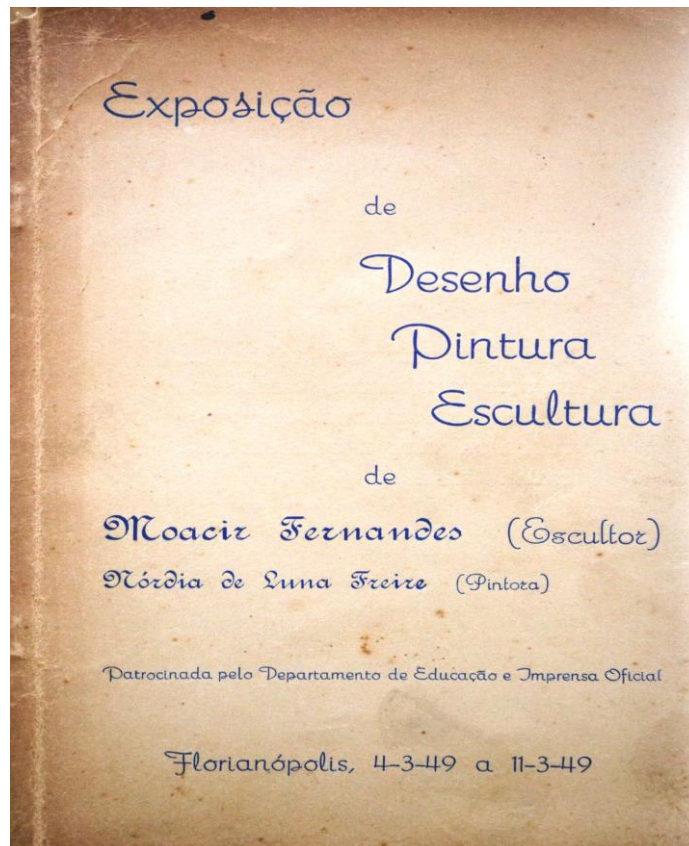 Exposição
de
Desenho
Pintura
Escultura
de
Moacir Fernandes (Escultor)
Nórdia de Luna Freire (Pintora)
Patrocinada pelo Departamento de Educação e Imprensa Oficial
Florianópolis, 4-3-49 a 11-3-49